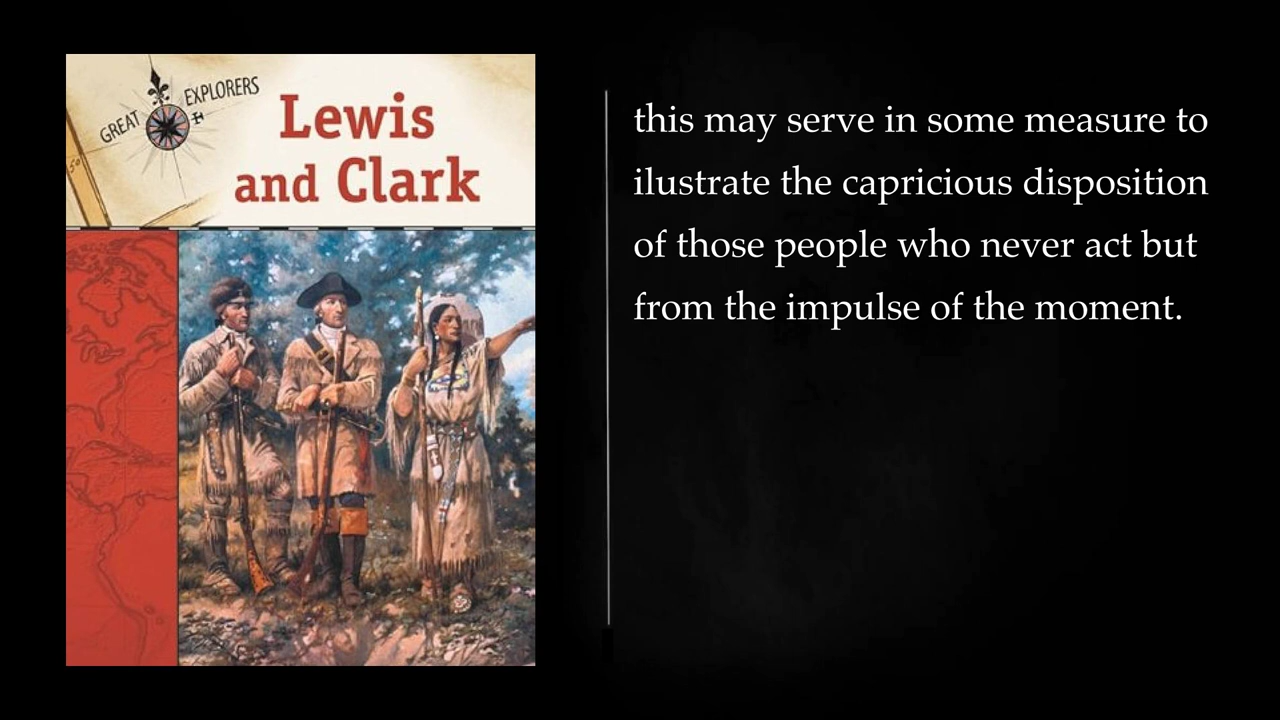 GREAT EXPLORERS
Lewis
and Clark
50
this may serve in some measure to
ilustrate the capricious disposition
of those people who never act but
from the impulse of the moment.